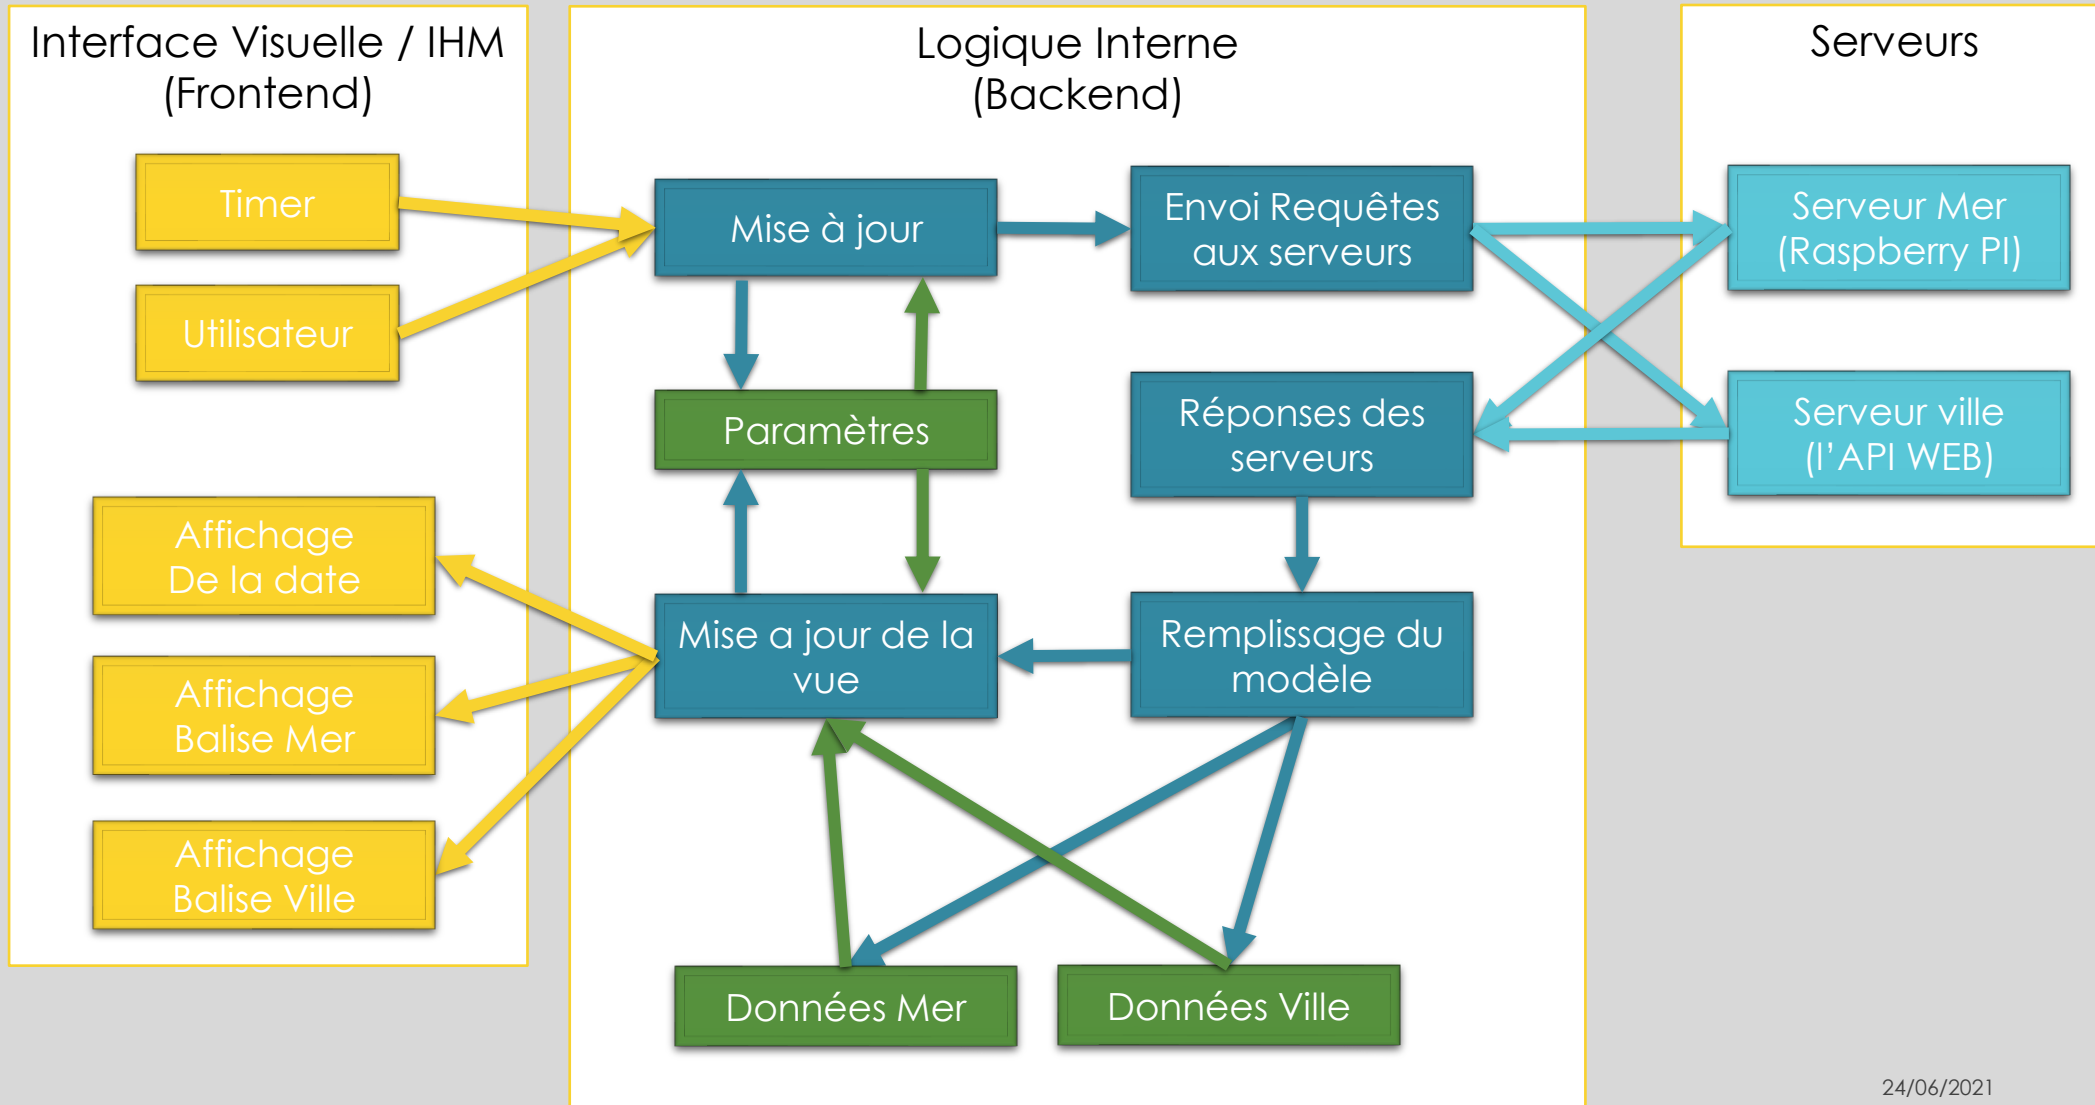 Interface Visuelle / IHM
(Frontend)
Timer
Utilisateur
Affichage
De la date
Affichage
Balise Mer
Affichage
Balise Ville
Logique Interne
(Backend)
Mise à jour
Envoi Requêtes
aux serveurs
Paramètres
Réponses des
serveurs
Mise a jour de la
vue
Remplissage du
modèle
Données Mer
Données Ville
Serveurs
Serveur Mer
(Raspberry PI)
Serveur ville
(l'API WEB)
24/06/2021